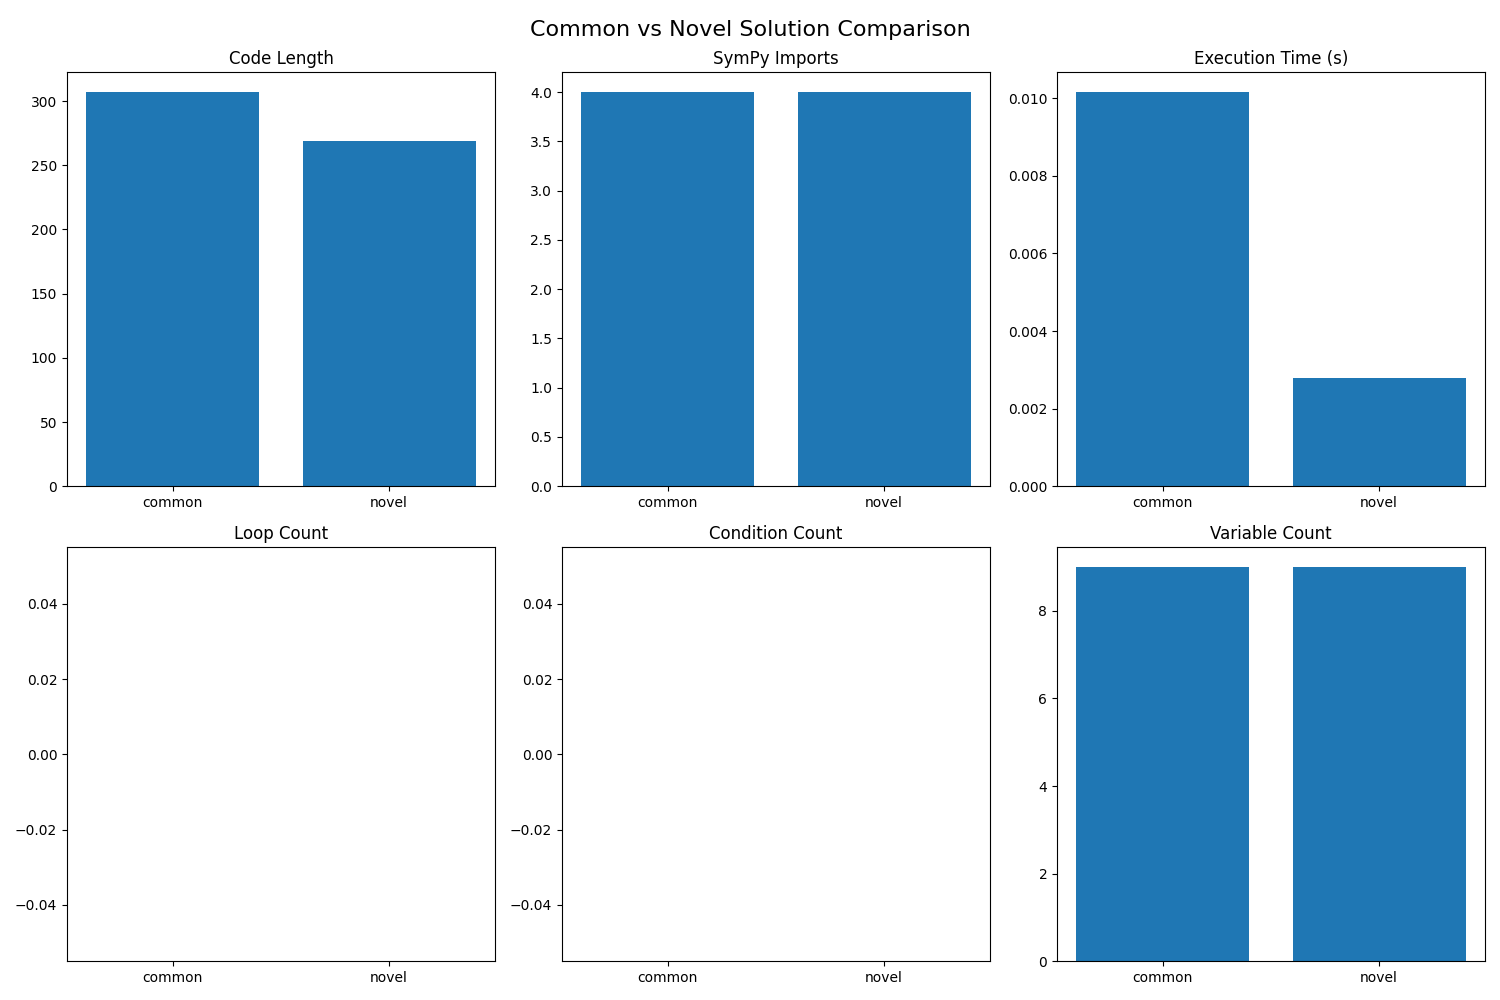 Common vs Novel Solution Comparison
Code Length
300
250
200
150
100
50
0
common novel
SymPy Imports
4.0
3.5
3.0
2.5
2.0
1.5
1.0
0.5
0.0
common novel
Execution Time (s)
0.010
0.008
0.006
0.004
0.002
0.000
common novel
Loop Count
0.04
0.02
0.00
−0.02
−0.04
common novel
Condition Count
0.04
0.02
0.00
−0.02
−0.04
common novel
Variable Count
8
6
4
2
0
common novel